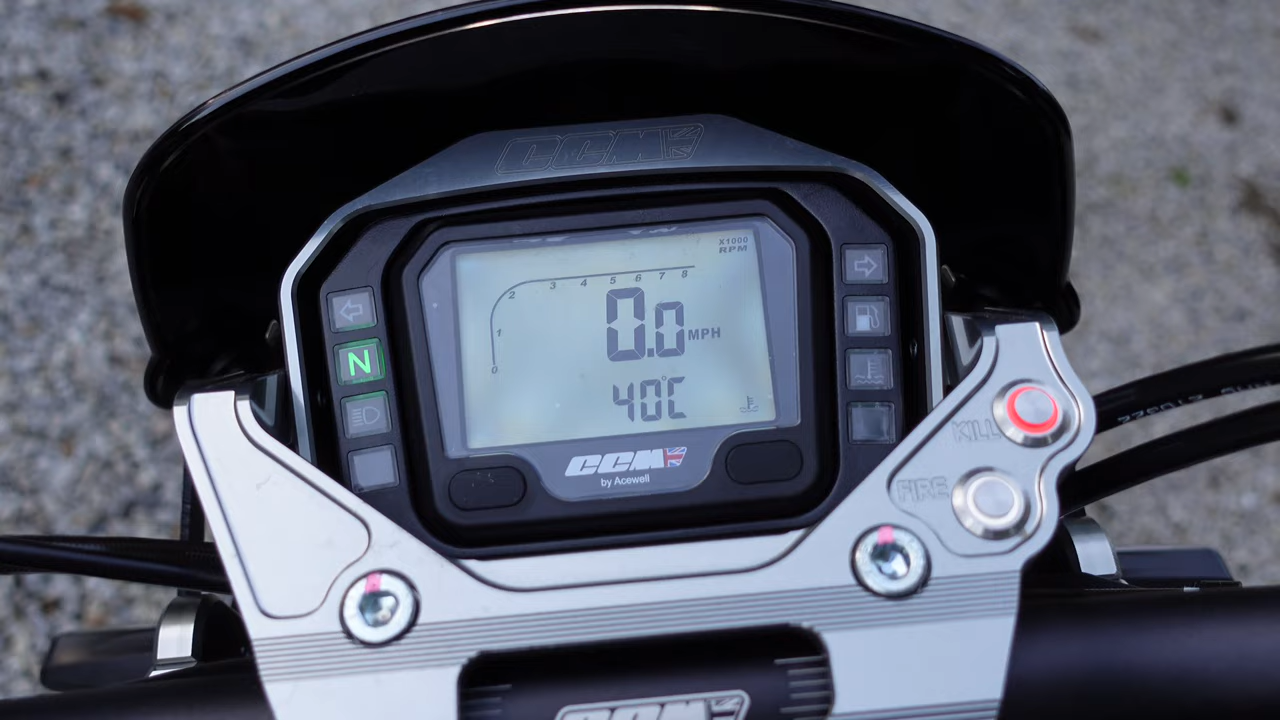 CCM
X1000
RPM
0 1 2 3 4 5 6 7 8
0.0 MPH
40°C
N
CCM
by Acewell
KILL
FIRE
CCM